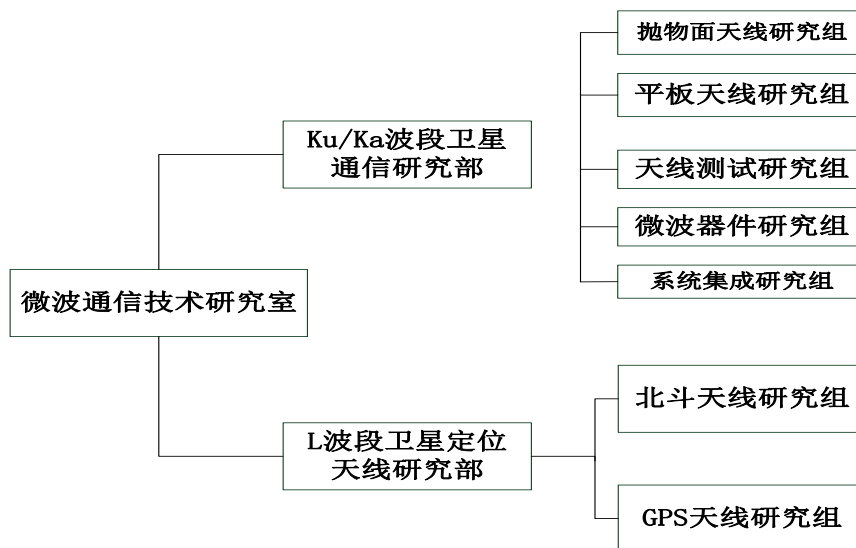 微波通信技术研究室
Ku/Ka波段卫星
通信研究部
抛物面天线研究组
平板天线研究组
天线测试研究组
微波器件研究组
系统集成研究组
L波段卫星定位
天线研究部
北斗天线研究组
GPS天线研究组